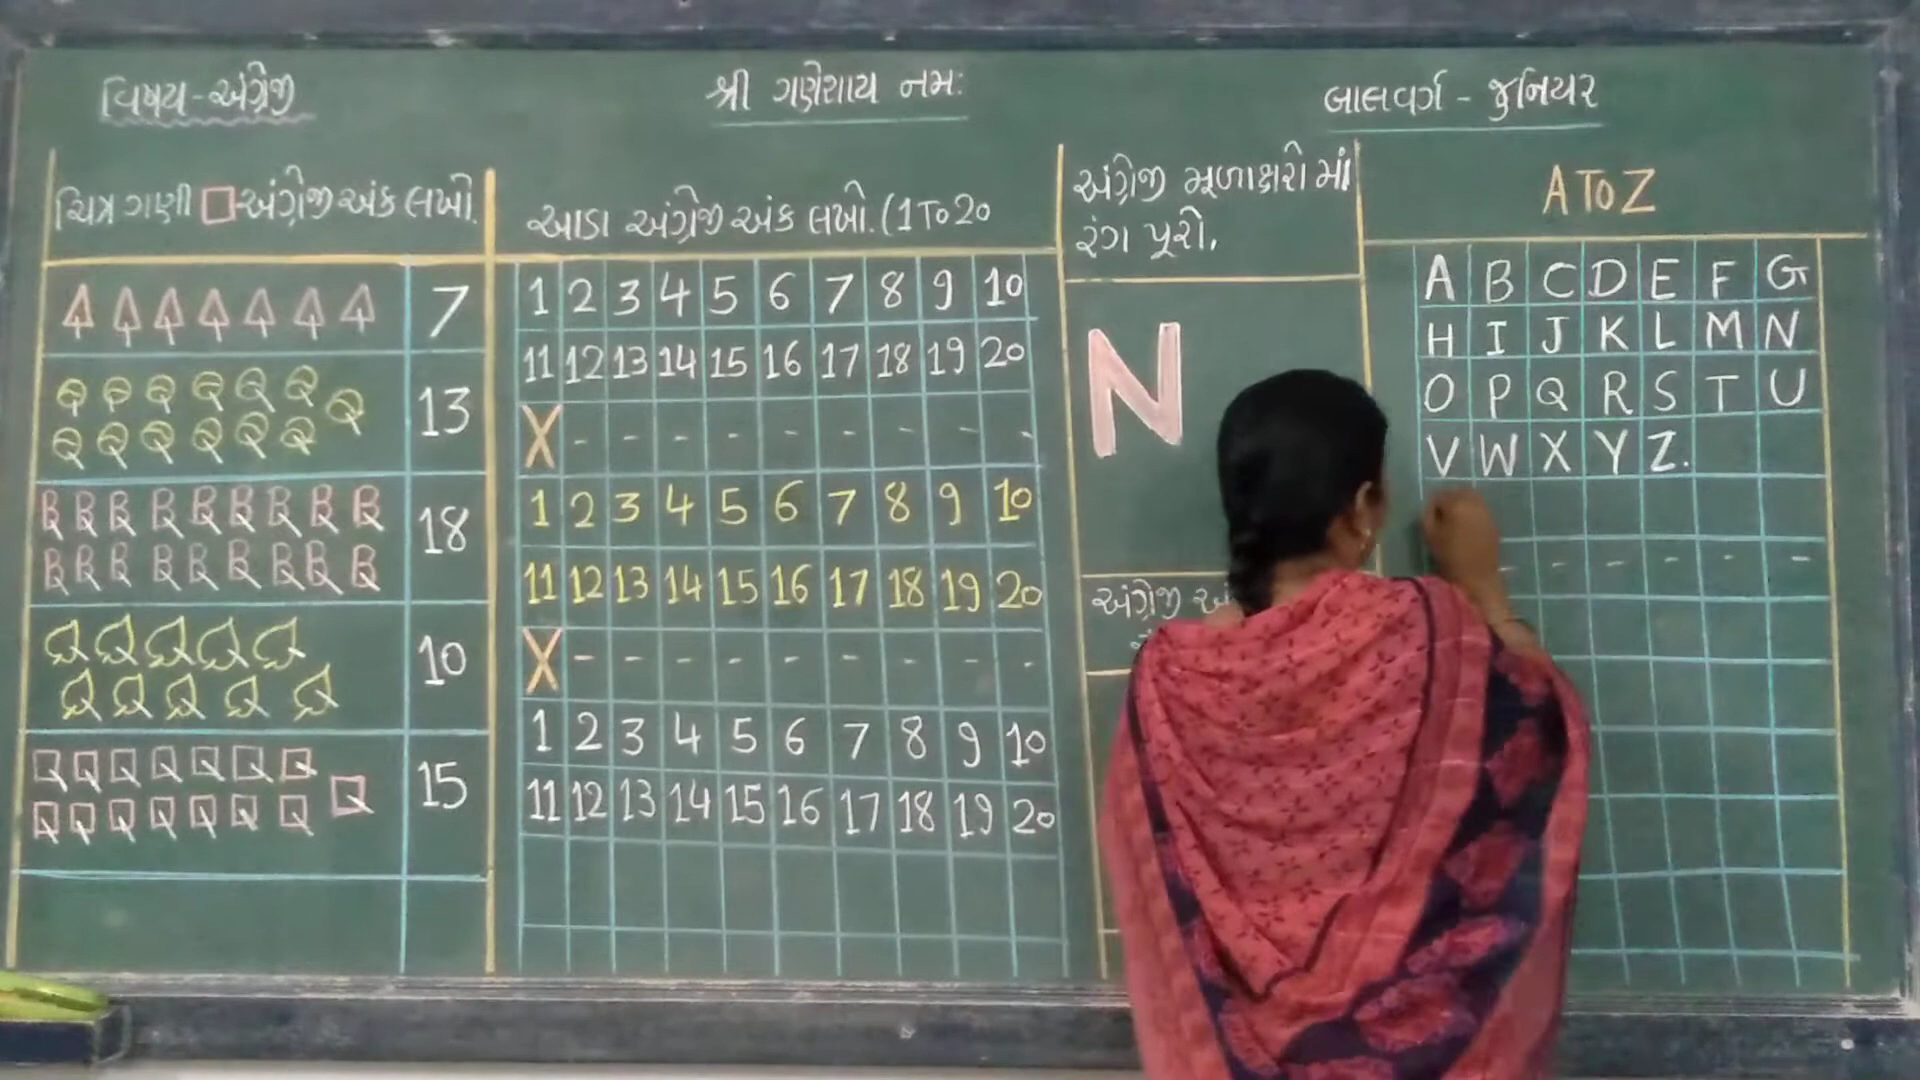 વિષય-અંગ્રેજી
શ્રી ગણેશાય નમઃ
બાલવર્ગ - જુનિયર
ચિત્ર ગણી □ અંગ્રેજી અંક લખો.
7
13
18
10
15
આડા અંગ્રેજી અંક લખો. (1 To 20
1 2 3 4 5 6 7 8 9 10
11 12 13 14 15 16 17 18 19 20
X - - - - - - - - -
1 2 3 4 5 6 7 8 9 10
11 12 13 14 15 16 17 18 19 20
X - - - - - - - - -
1 2 3 4 5 6 7 8 9 10
11 12 13 14 15 16 17 18 19 20
અંગ્રેજી મૂળાક્ષરો માં
રંગ પૂરો.
N
અંગ્રેજી
A TO Z
A B C D E F G
H I J K L M N
O P Q R S T U
V W X Y Z.
- - - - - -